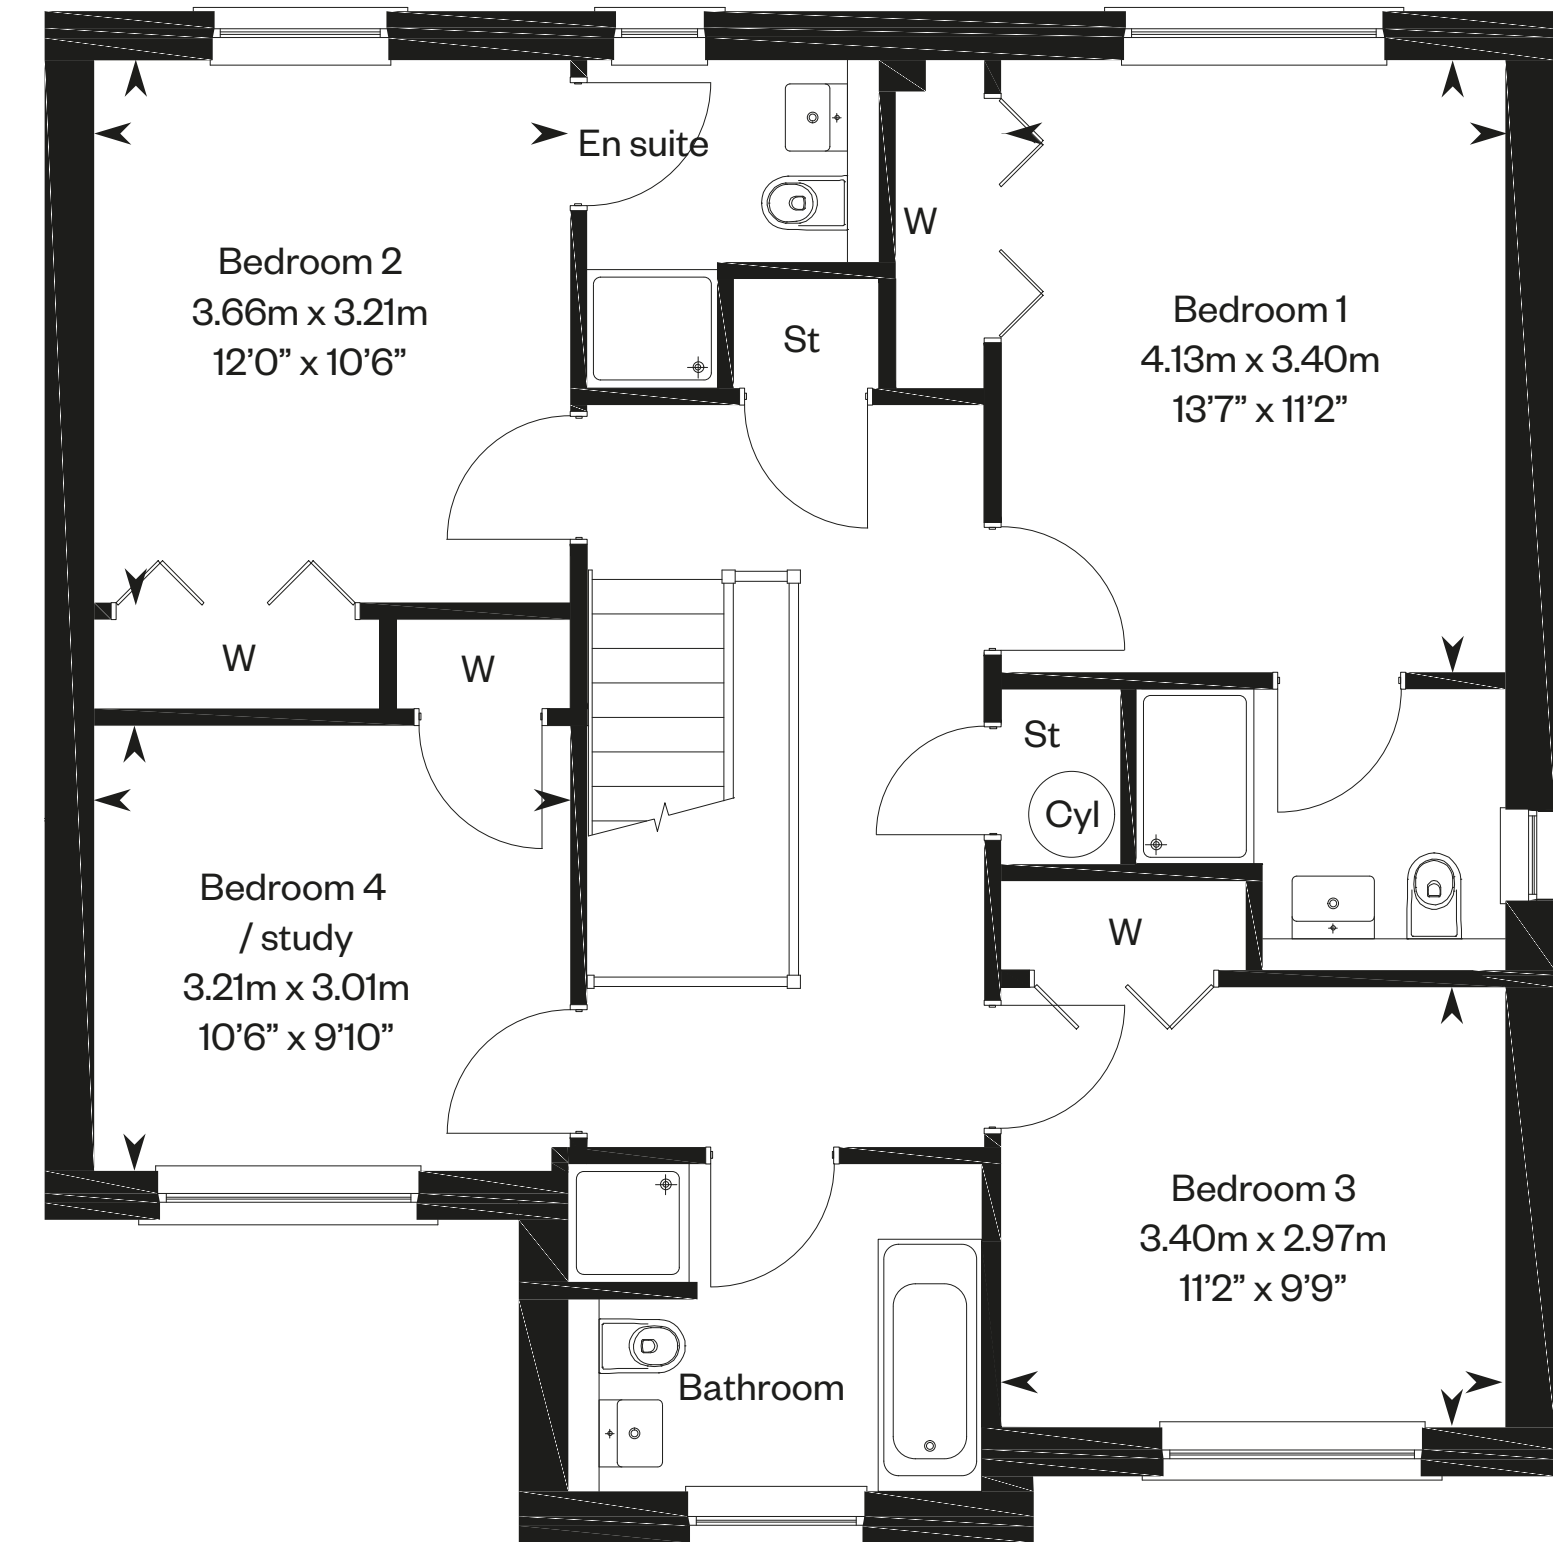 En suite
W
Bedroom 2
3.66m x 3.21m
12’0” x 10’6”
St
Bedroom 1
4.13m x 3.40m
13’7” x 11’2”
W
W
St
Cyl
Bedroom 4
/ study
3.21m x 3.01m
10’6” x 9’10”
W
Bedroom 3
3.40m x 2.97m
11’2” x 9’9”
Bathroom